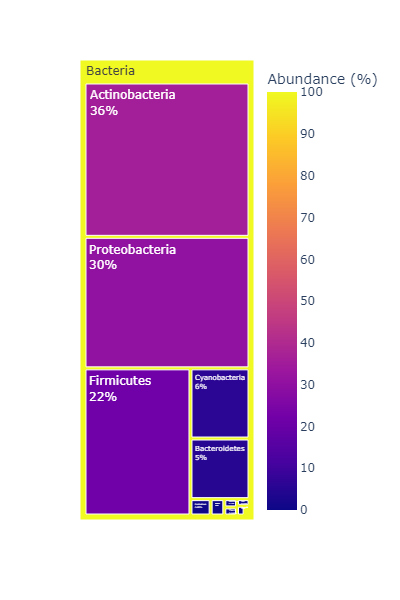 Bacteria
Abundance (%)
Actinobacteria
36%
Proteobacteria
30%
Firmicutes
22%
Cyanobacteria
6%
Bacteroidetes
5%
100
90
80
70
60
50
40
30
20
10
0